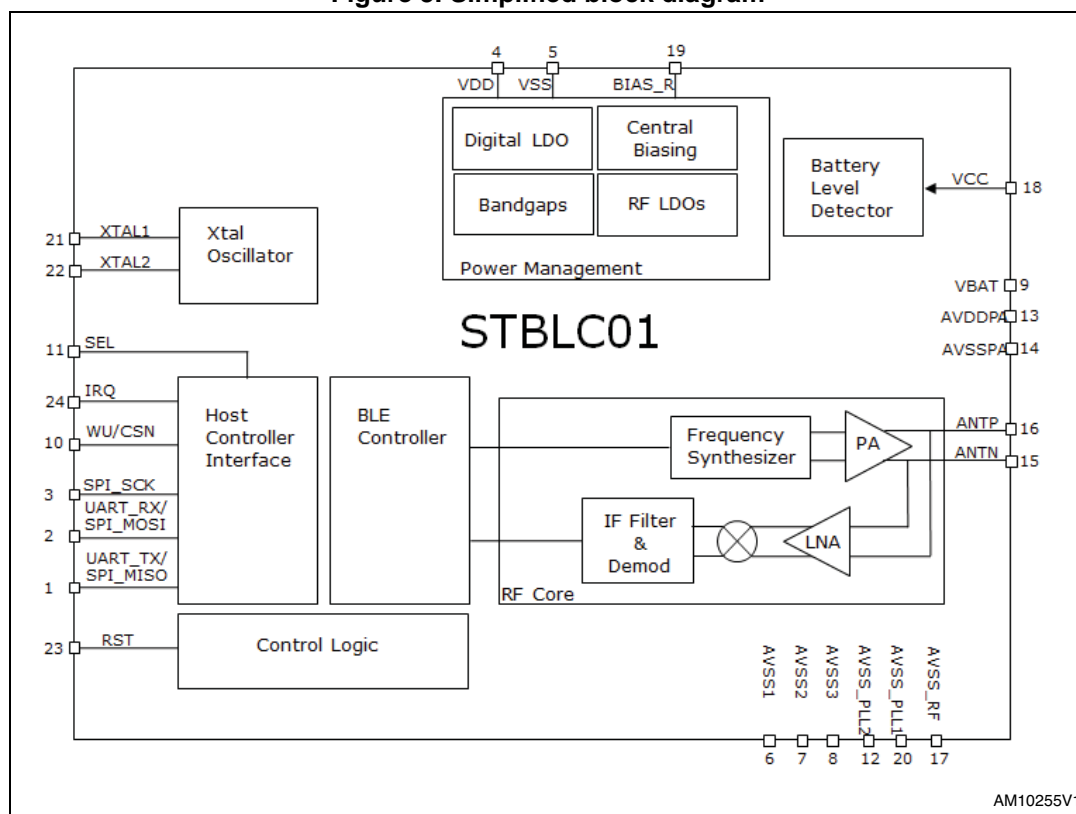 Figure 3. Simplified block diagram
4 5 19
VDD VSS BIAS_R
Digital LDO
Central
Biasing
Bandgaps
RF LDOs
Power Management
Battery
Level
Detector
VCC
18
21
XTAL1
22
XTAL2
Xtal
Oscillator
VBAT
9
AVDDPA
13
AVSSPA
14
STBLC01
11
SEL
24
IRQ
10
WU/CSN
3
SPI_SCK
2
UART_RX/
SPI_MOSI
1
UART_TX/
SPI_MISO
Host
Controller
Interface
BLE
Controller
Frequency
Synthesizer
PA
ANTP
16
ANTN
15
IF Filter
&
Demod
LNA
RF Core
23
RST
Control Logic
AVSS1
AVSS2
AVSS3
AVSS_PLL2
AVSS_PLL1
AVSS_RF
6 7 8 12 20 17
AM10255V1